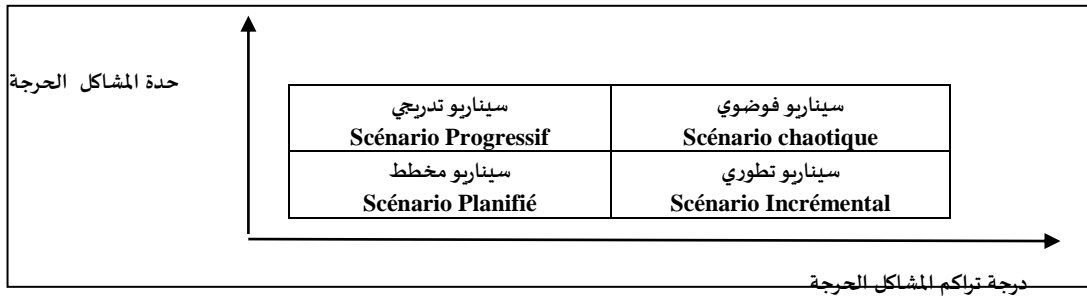 حدة المشاكل الحرجة
سيناريو تدريجي
Scénario Progressif
سيناريو فوضوي
Scénario chaotique
سيناريو مخطط
Scénario Planifié
سيناريو تطوري
Scénario Incrémental
درجة تراكم المشاكل الحرجة